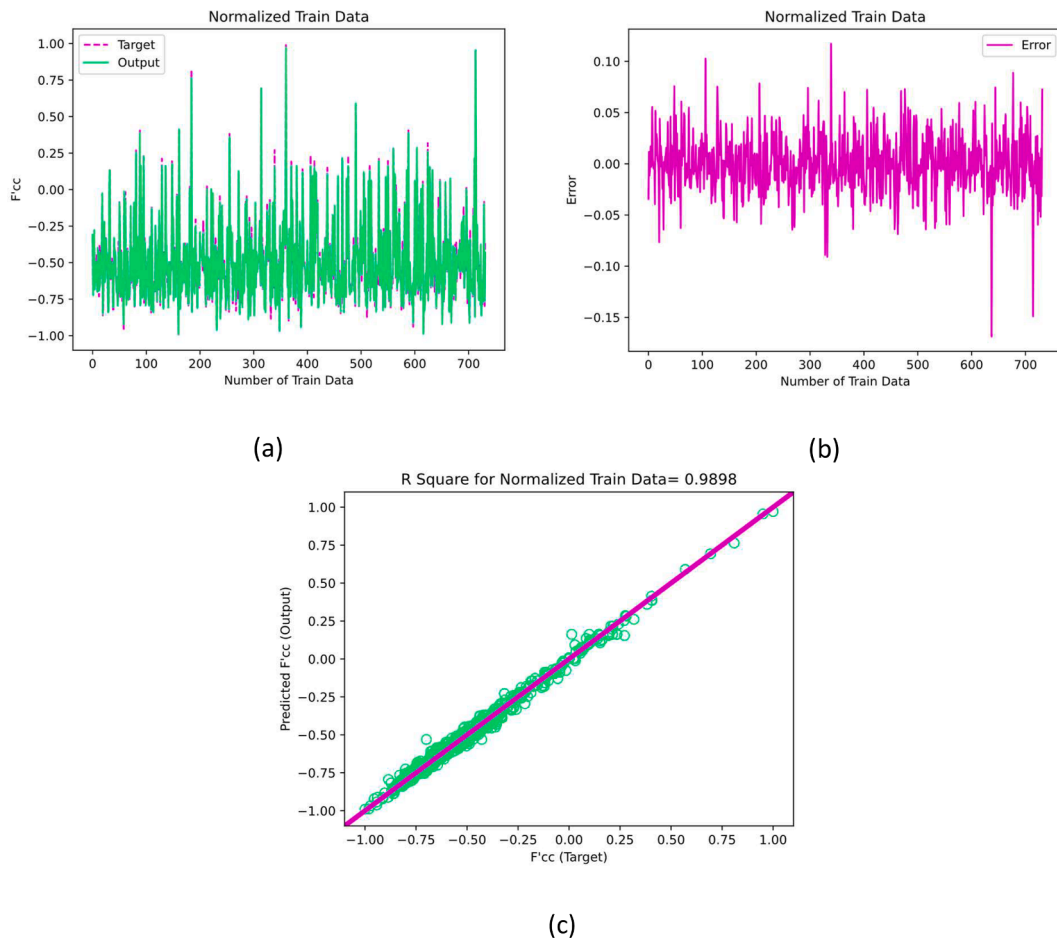 Normalized Train Data
Target
Output
F'cc
1.00
0.75
0.50
0.25
0.00
−0.25
−0.50
−0.75
−1.00
0 100 200 300 400 500 600 700
Number of Train Data
(a)
Normalized Train Data
Error
Error
0.10
0.05
0.00
−0.05
−0.10
−0.15
0 100 200 300 400 500 600 700
Number of Train Data
(b)
R Square for Normalized Train Data= 0.9898
Predicted F'cc (Output)
1.00
0.75
0.50
0.25
0.00
−0.25
−0.50
−0.75
−1.00
−1.00 −0.75 −0.50 −0.25 0.00 0.25 0.50 0.75 1.00
F'cc (Target)
(c)